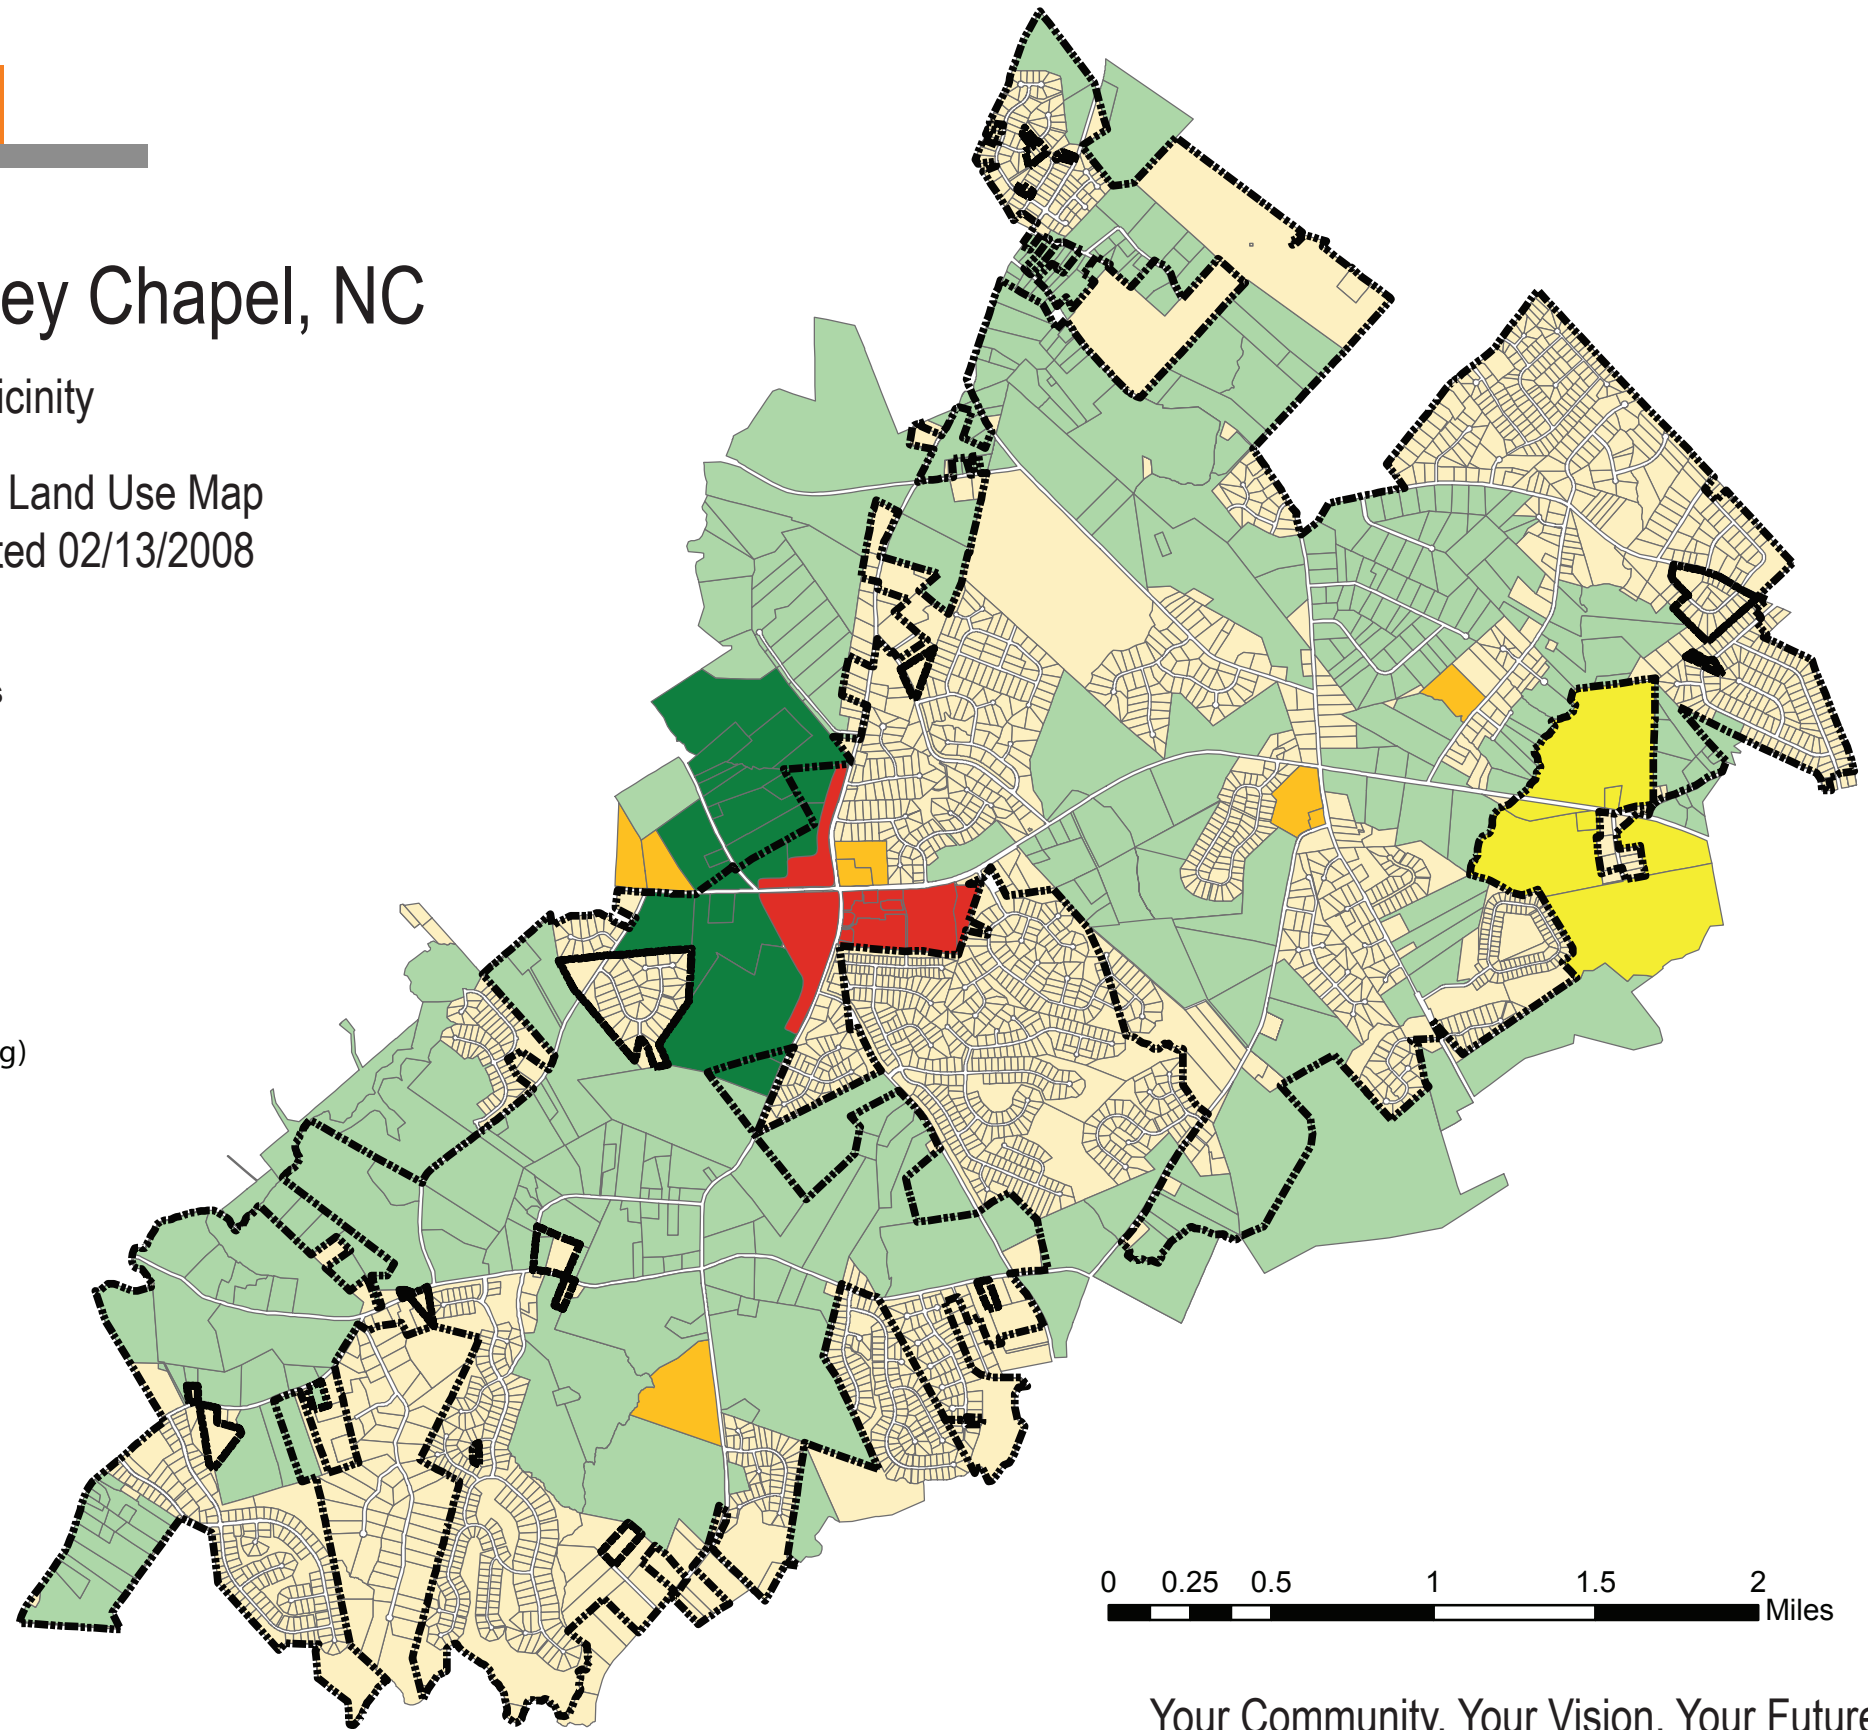 ey Chapel, NC
icinity
Land Use Map
ted 02/13/2008
s
g)
0 0.25 0.5 1 1.5 2
Miles
Your Community. Your Vision. Your Future